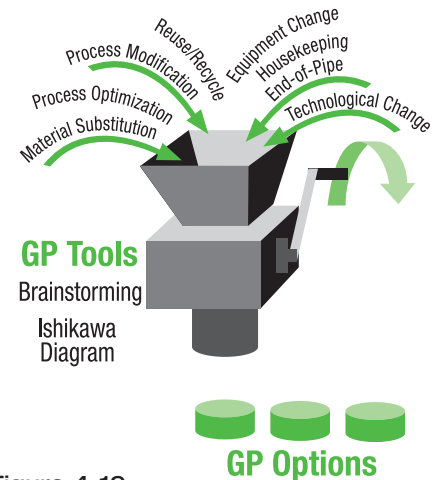 Reuse/Recycle
Process Modification
Process Optimization
Material Substitution
Equipment Change
Housekeeping
End-of-Pipe
Technological Change
GP Tools
Brainstorming
Ishikawa
Diagram
GP Options